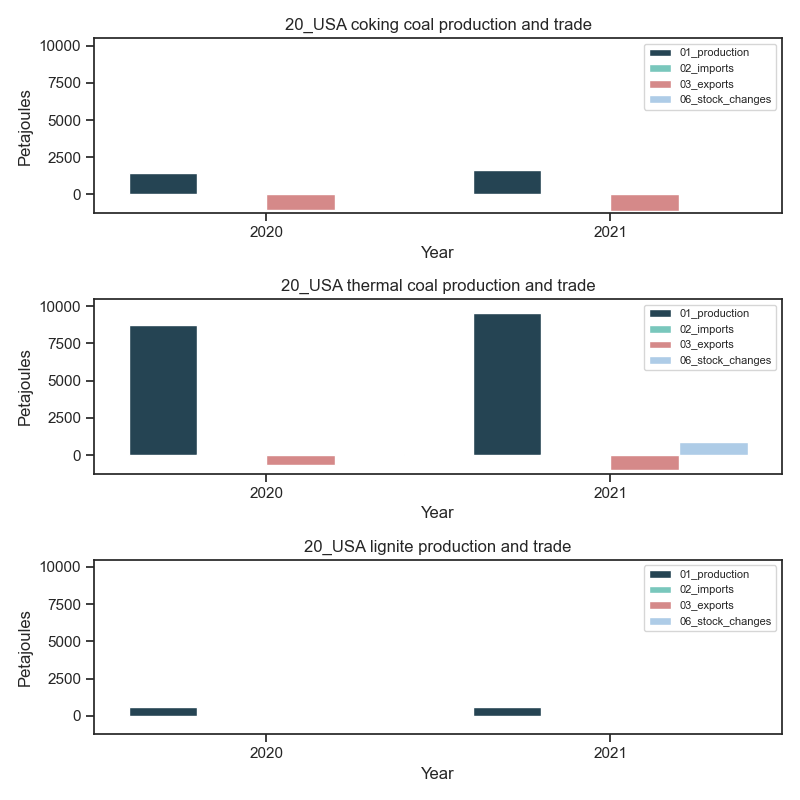 20_USA coking coal production and trade
10000
7500
5000
2500
0
Petajoules
01_production
02_imports
03_exports
06_stock_changes
2020
2021
Year
20_USA thermal coal production and trade
10000
7500
5000
2500
0
Petajoules
01_production
02_imports
03_exports
06_stock_changes
2020
2021
Year
20_USA lignite production and trade
10000
7500
5000
2500
0
Petajoules
01_production
02_imports
03_exports
06_stock_changes
2020
2021
Year